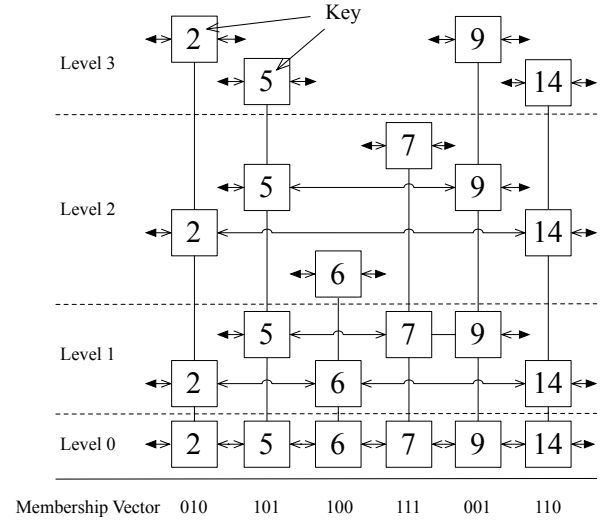 Key
2 9
Level 3
5 14
7
5 9
Level 2
2 14
6
5 7 9
Level 1
2 6 14
Level 0 2 5 6 7 9 14
Membership Vector 010 101 100 111 001 110